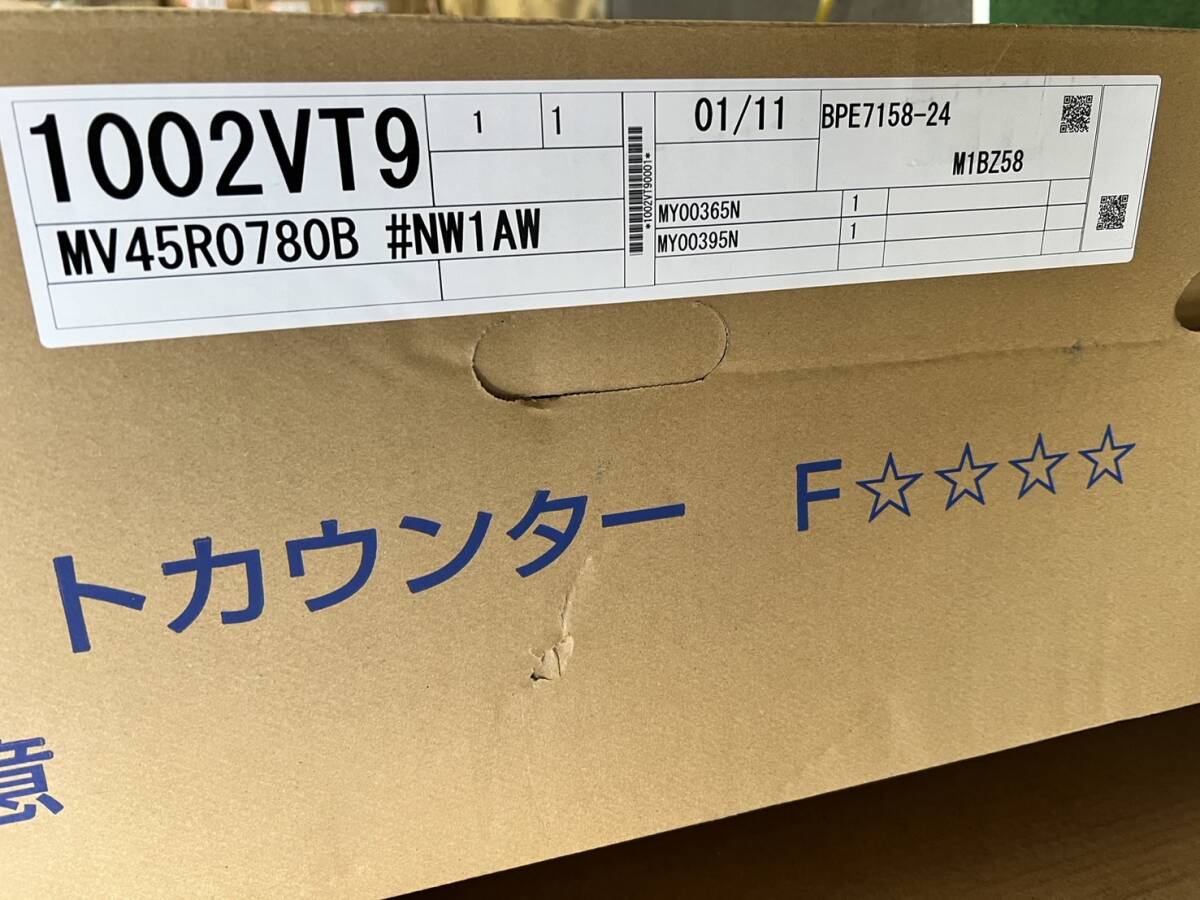 1002VT9
1
1
MV45R0780B #NW1AW
*1002VT90001*
01/11
BPE7158-24
M1BZ58
MY00365N
1
MY00395N
1
トカウンター F☆☆☆☆
意